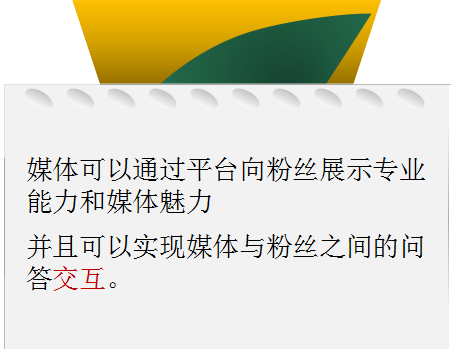 媒体可以通过平台向粉丝展示专业
能力和媒体魅力
并且可以实现媒体与粉丝之间的问
答交互。